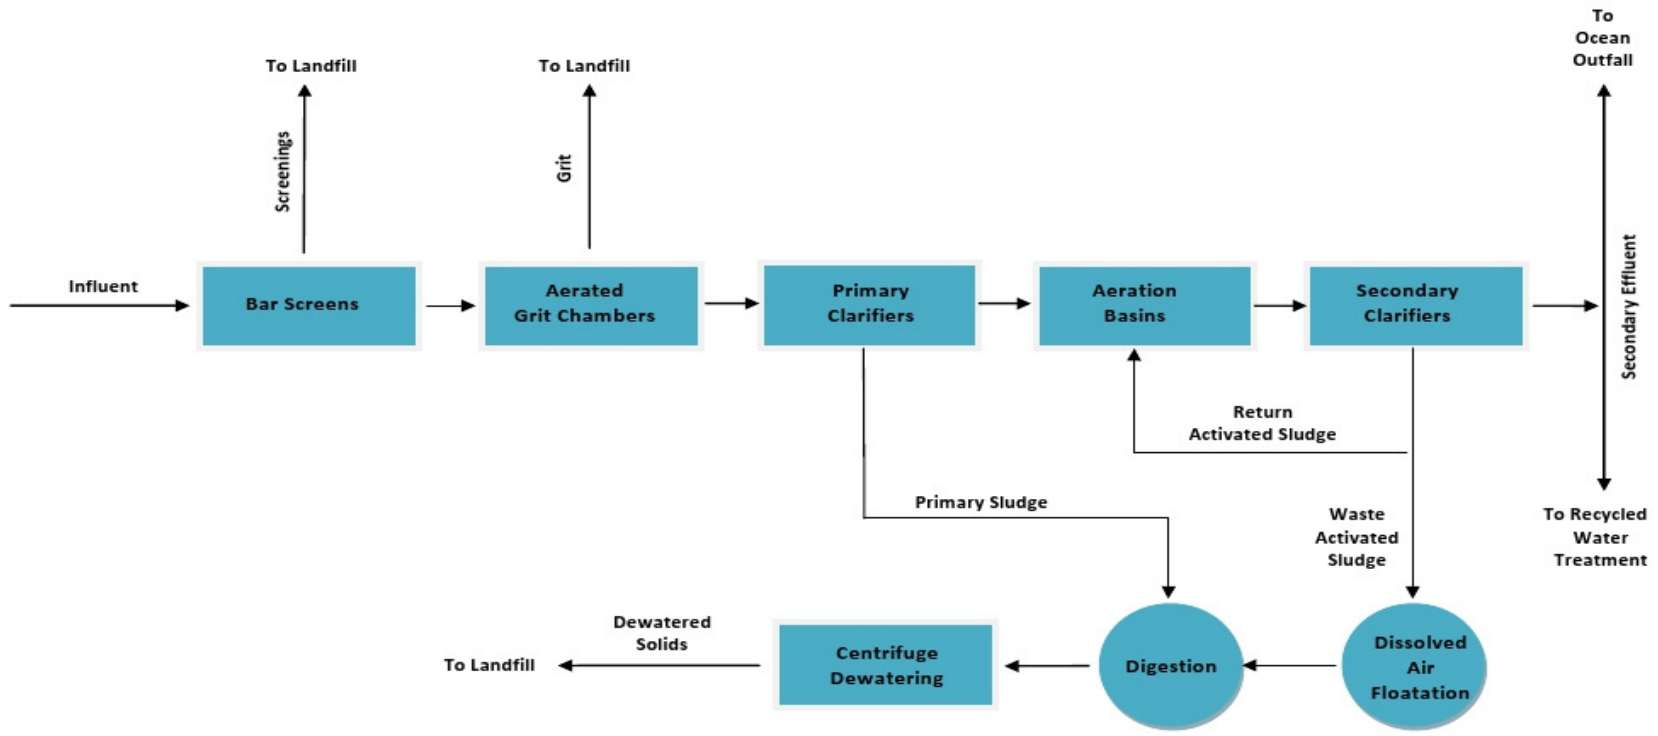 To
Ocean
Outfall
To Landfill
To Landfill
Screenings
Grit
Influent
Bar Screens
Aerated
Grit Chambers
Primary
Clarifiers
Aeration
Basins
Secondary
Clarifiers
Secondary Effluent
Return
Activated Sludge
Primary Sludge
Waste
Activated
Sludge
To Recycled
Water
Treatment
Dewatered
Solids
To Landfill
Centrifuge
Dewatering
Digestion
Dissolved
Air
Floatation